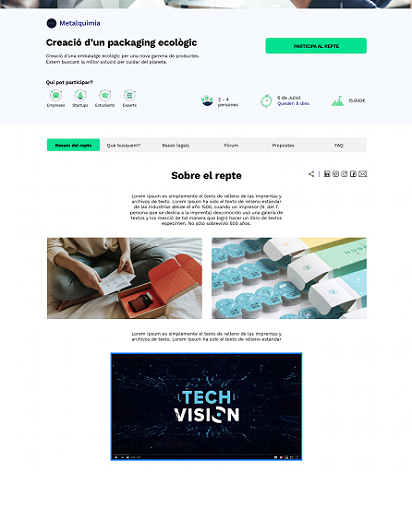 Metalquimia
Creació d'un packaging ecològic
Creació d'una embalatge ecològic per una nova gamma de productes.
Estem buscant la millor solució per cuidar del planeta.
PARTICIPA AL REPTE
Qui pot participar?
Empreses
Startups
Estudiants
Experts
2 - 4
persones
6 de Juliol
Queden 8 dies
15.000€
Resum del repte
Què busquem?
Bases legals
Fòrum
Propostes
FAQ
Sobre el repte
Lorem Ipsum es simplemente el texto de relleno de las imprentas y
archivos de texto. Lorem Ipsum ha sido el texto de relleno estándar
de las industrias desde el año 1500, cuando un impresor (N. del T.
persona que se dedica a la imprenta) desconocido usó una galería de
textos y los mezcló de tal manera que logró hacer un libro de textos
especimen. No sólo sobrevivió 500 años.
Lorem Ipsum es simplemente el texto de relleno de las imprentas y
archivos de texto. Lorem Ipsum ha sido el texto de relleno estándar
TECH
VISION